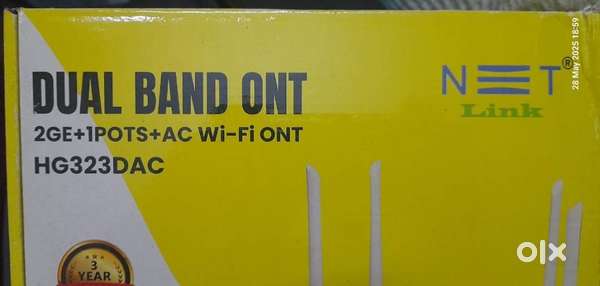 28 May 2025 18:59
DUAL BAND ONT
NET®
Link
2GE+1POTS+AC Wi-Fi ONT
HG323DAC
3
YEAR
olx